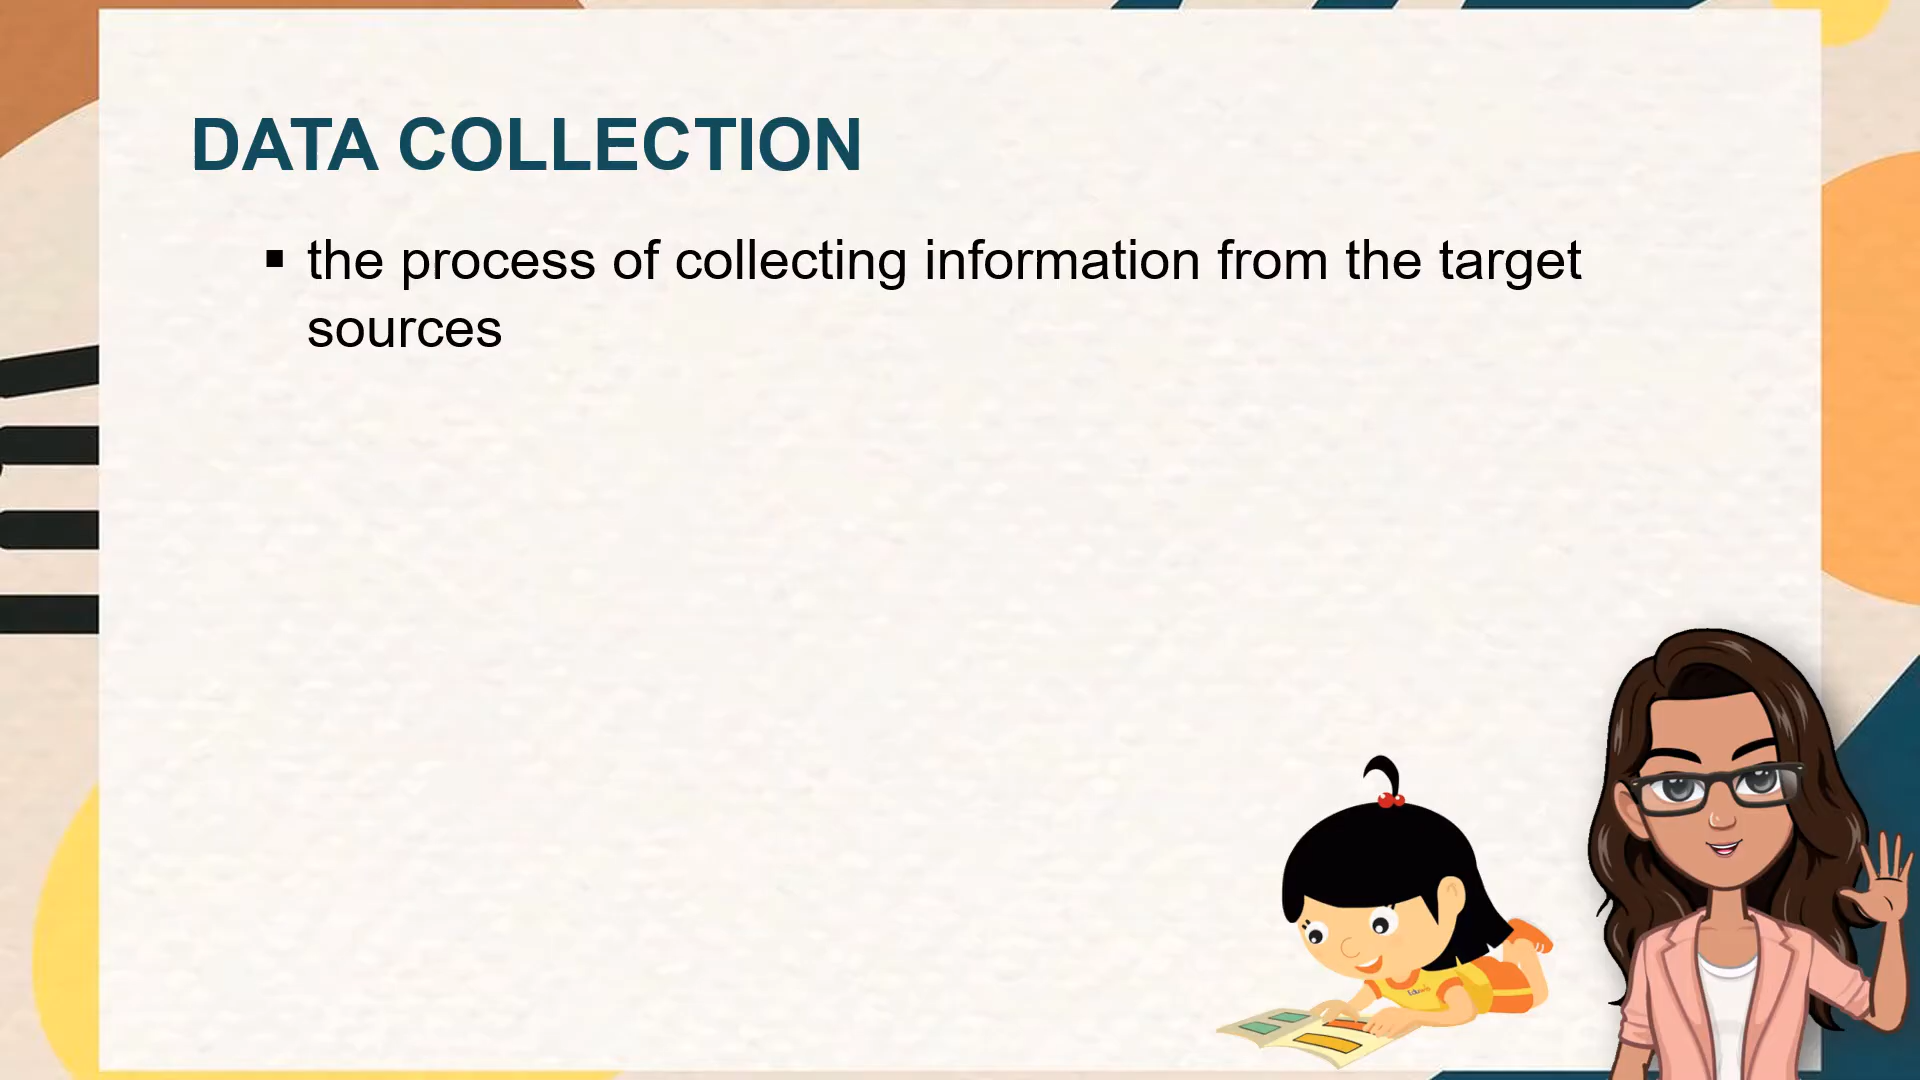 DATA COLLECTION
▪ the process of collecting information from the target
sources